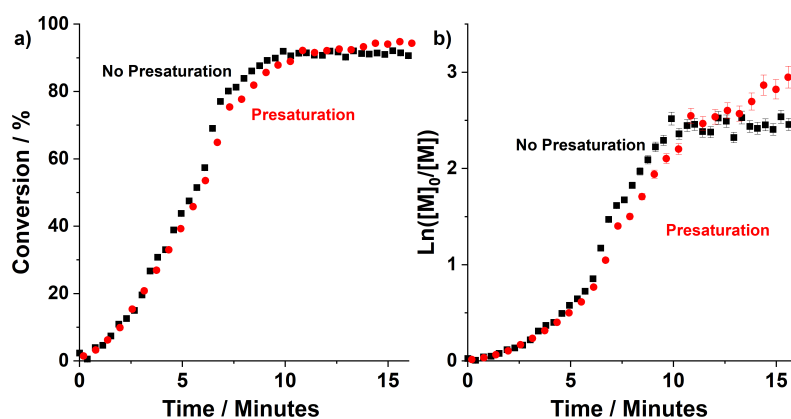 a)
100
80
60
40
20
0
Conversion / %
No Presaturation
Presaturation
0
5
10
15
Time / Minutes
b)
3
2
1
0
Ln([M]0/[M])
No Presaturation
Presaturation
0
5
10
15
Time / Minutes